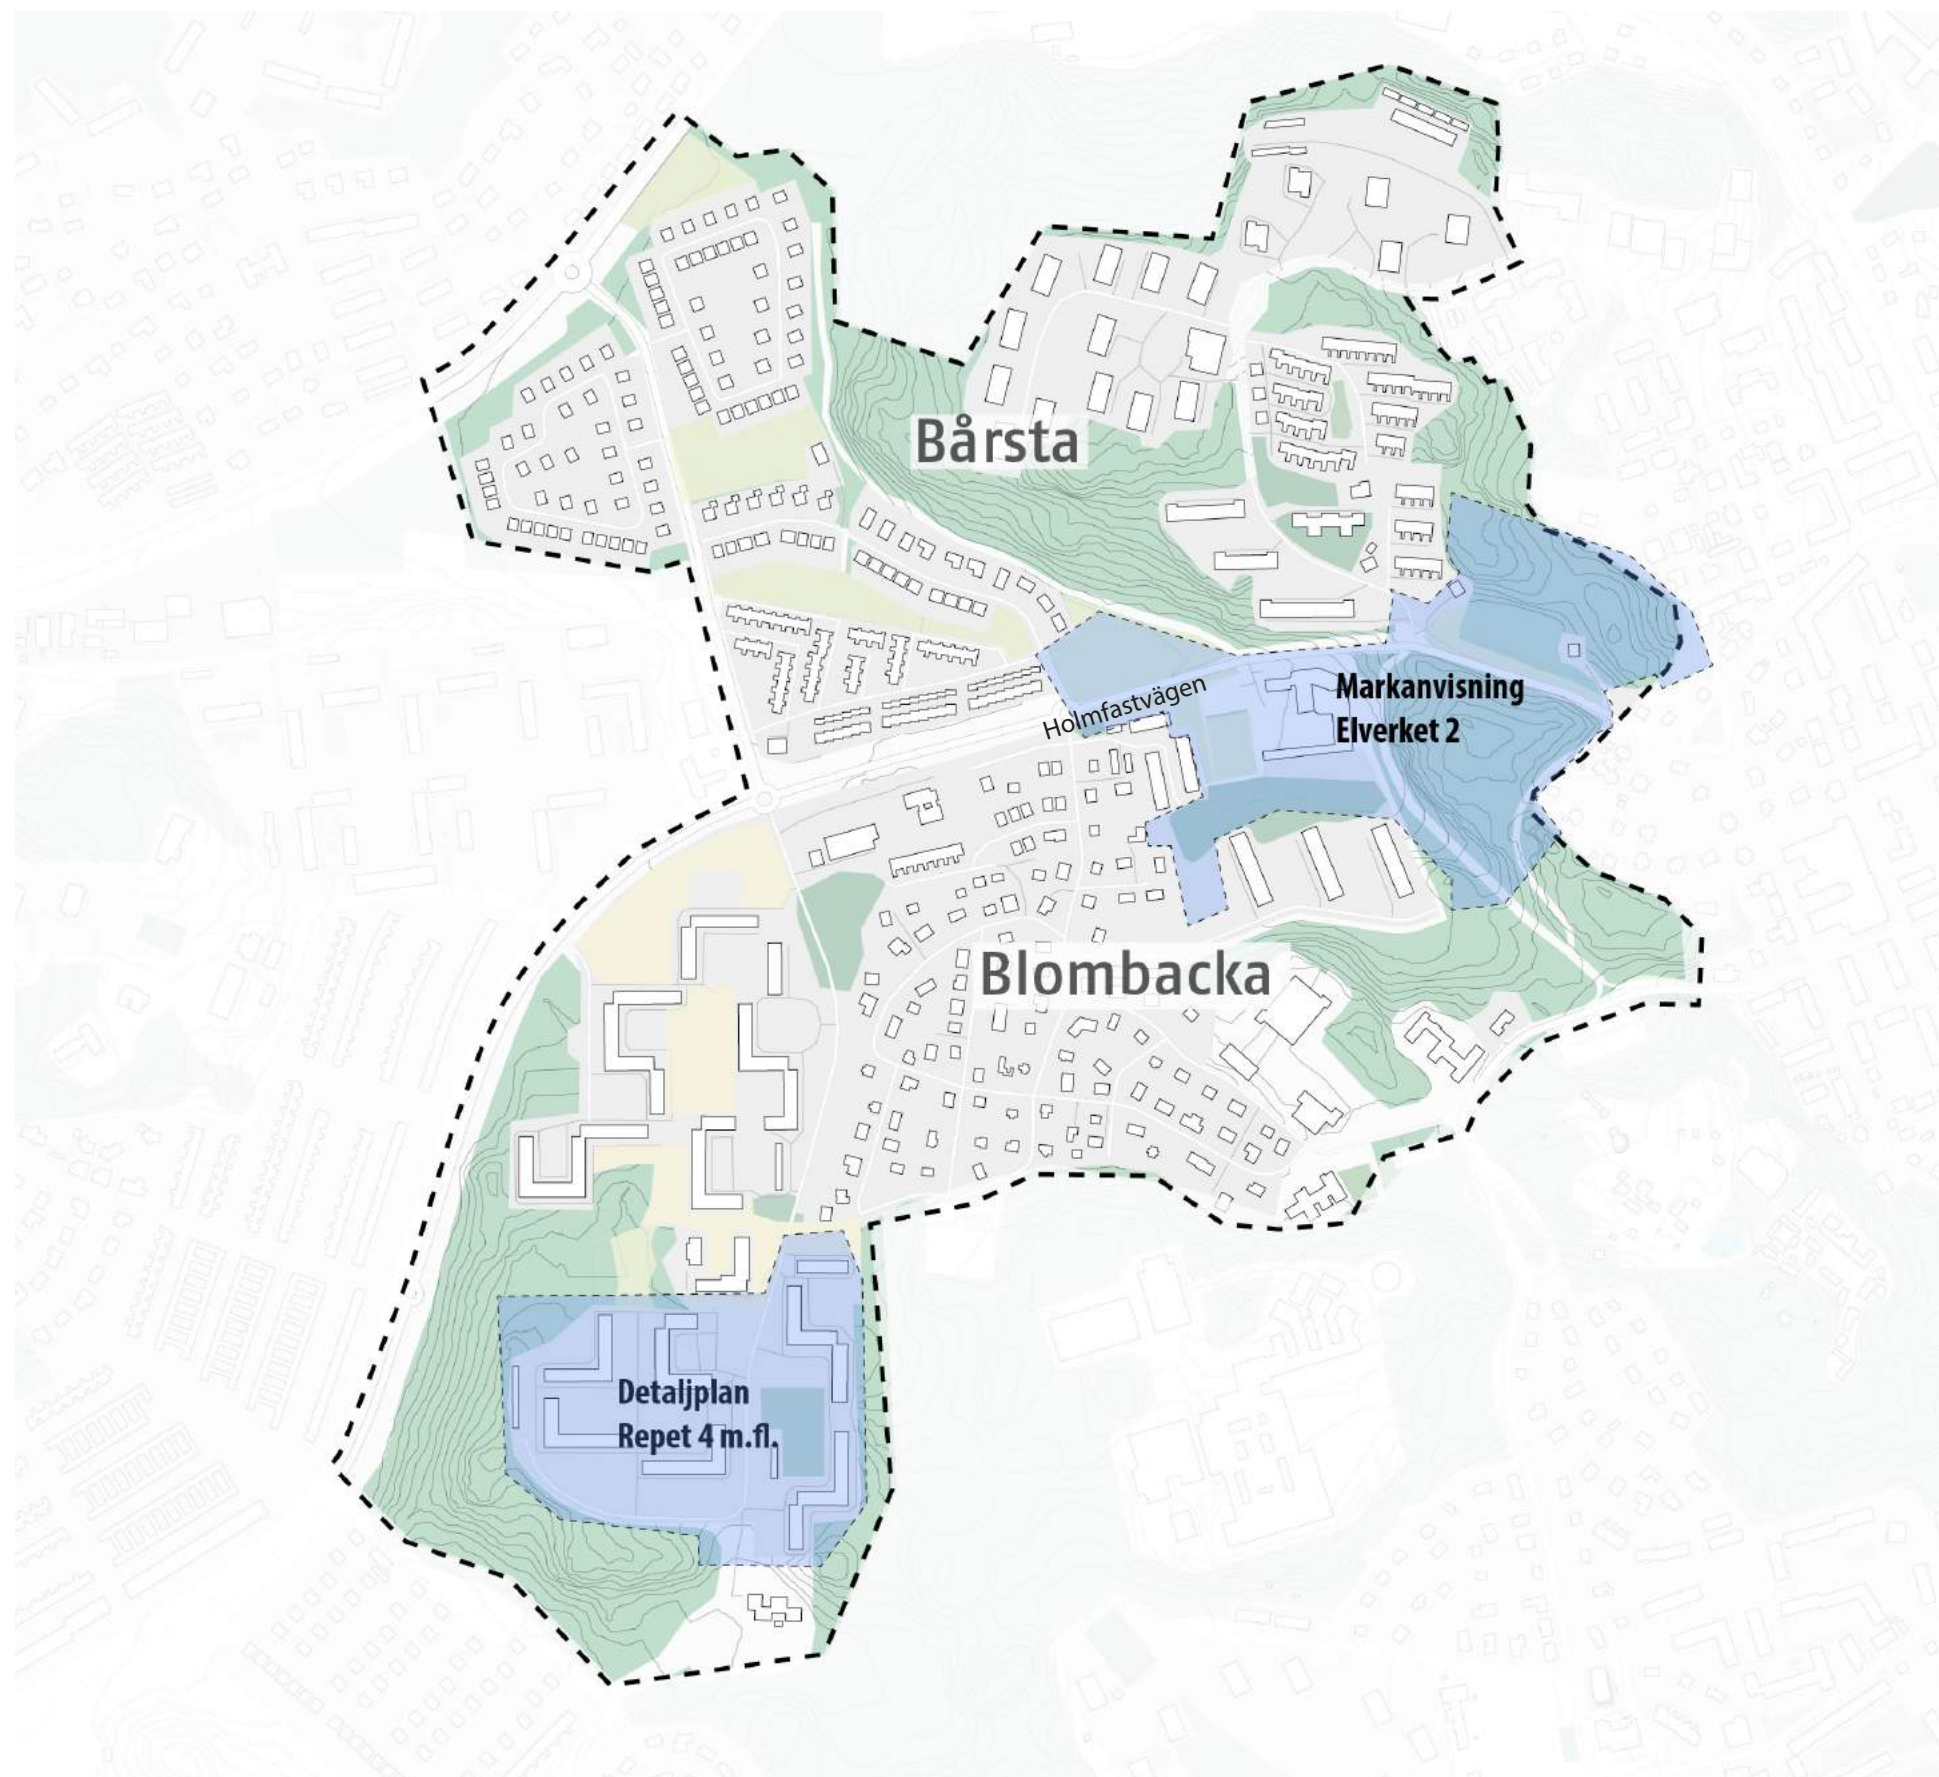 Bårsta
Holmfastvägen
Markanvisning
Elverket 2
Blombacka
Detaljplan
Repet 4 m.fl.